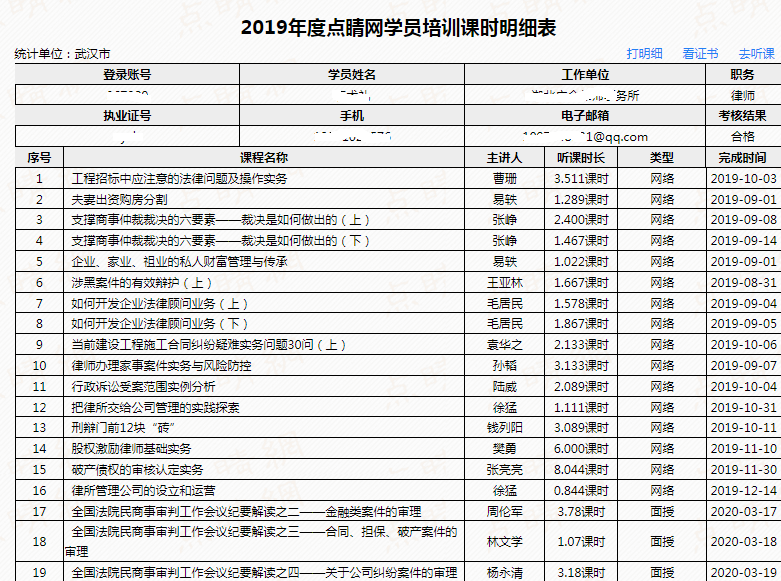 2019年度点睛网学员培训课时明细表
统计单位：武汉市 打印明细 看证书 去听课
登录账号 学员姓名 工作单位 职务
务所 律师
执业证号 手机 电子邮箱 考核结果
1@qq.com 合格
序号 课程名称 主讲人 听课时长 类型 完成时间
1 工程招标中应注意的法律问题及操作实务 曹珊 3.511课时 网络 2019-10-03
2 夫妻出资购房分割 易轶 1.289课时 网络 2019-09-01
3 支撑商事仲裁裁决的六要素——裁决是如何做出的（上） 张峥 2.400课时 网络 2019-09-08
4 支撑商事仲裁裁决的六要素——裁决是如何做出的（下） 张峥 1.467课时 网络 2019-09-14
5 企业、家业、祖业的私人财富管理与传承 易轶 1.022课时 网络 2019-09-01
6 涉黑案件的有效辩护（上） 王亚林 1.667课时 网络 2019-08-31
7 如何开发企业法律顾问业务（上） 毛居民 1.578课时 网络 2019-09-04
8 如何开发企业法律顾问业务（下） 毛居民 1.867课时 网络 2019-09-05
9 当前建设工程施工合同纠纷疑难实务问题30问（上） 袁华之 2.133课时 网络 2019-10-06
10 律师办理家事案件实务与风险防控 孙韬 3.133课时 网络 2019-09-07
11 行政诉讼受案范围实例分析 陆威 2.089课时 网络 2019-10-04
12 把律所交给公司管理的实践探索 徐猛 1.111课时 网络 2019-10-31
13 刑辩门前12块“砖” 钱列阳 3.089课时 网络 2019-10-11
14 股权激励律师基础实务 樊勇 6.000课时 网络 2019-11-10
15 破产债权的审核认定实务 张亮亮 8.044课时 网络 2019-11-30
16 律所管理公司的设立和运营 徐猛 0.844课时 网络 2019-12-14
17 全国法院民商事审判工作会议纪要解读之二——金融类案件的审理 周伦军 3.78课时 面授 2020-03-17
18 全国法院民商事审判工作会议纪要解读之三——合同、担保、破产案件的
审理 林文学 1.07课时 面授 2020-03-18
19 全国法院民商事审判工作会议纪要解读之四——关于公司纠纷案件的审理 杨永清 3.18课时 面授 2020-03-19